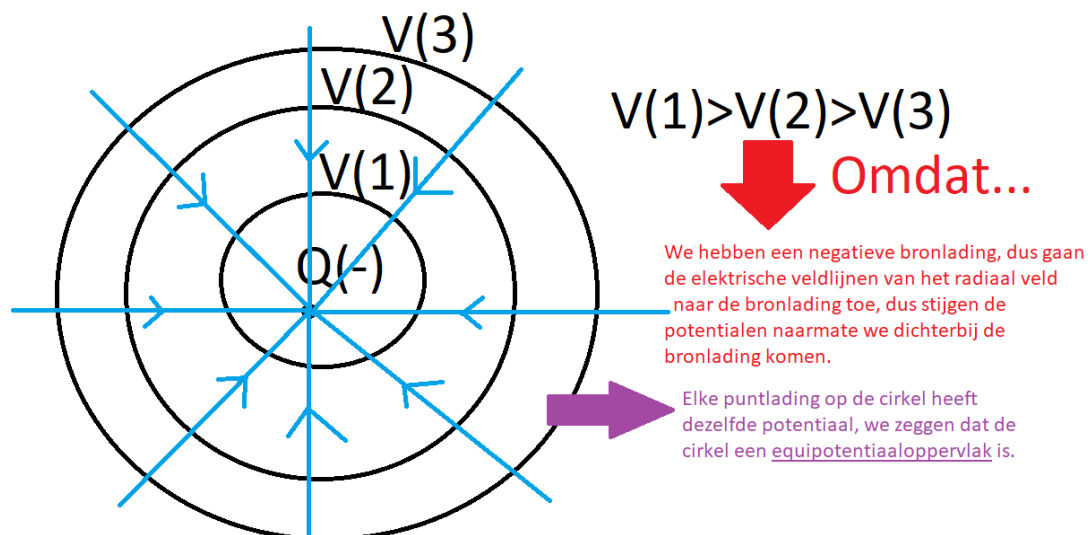 V(3)
V(2)
V(1)
Q(-)
V(1)>V(2)>V(3)
Omdat...
We hebben een negatieve bronlading, dus gaan
de elektrische veldlijnen van het radiaal veld
naar de bronlading toe, dus stijgen de
potentialen naarmate we dichterbij de
bronlading komen.
Elke puntlading op de cirkel heeft
dezelfde potentiaal, we zeggen dat de
cirkel een equipotentiaaloppervlak is.